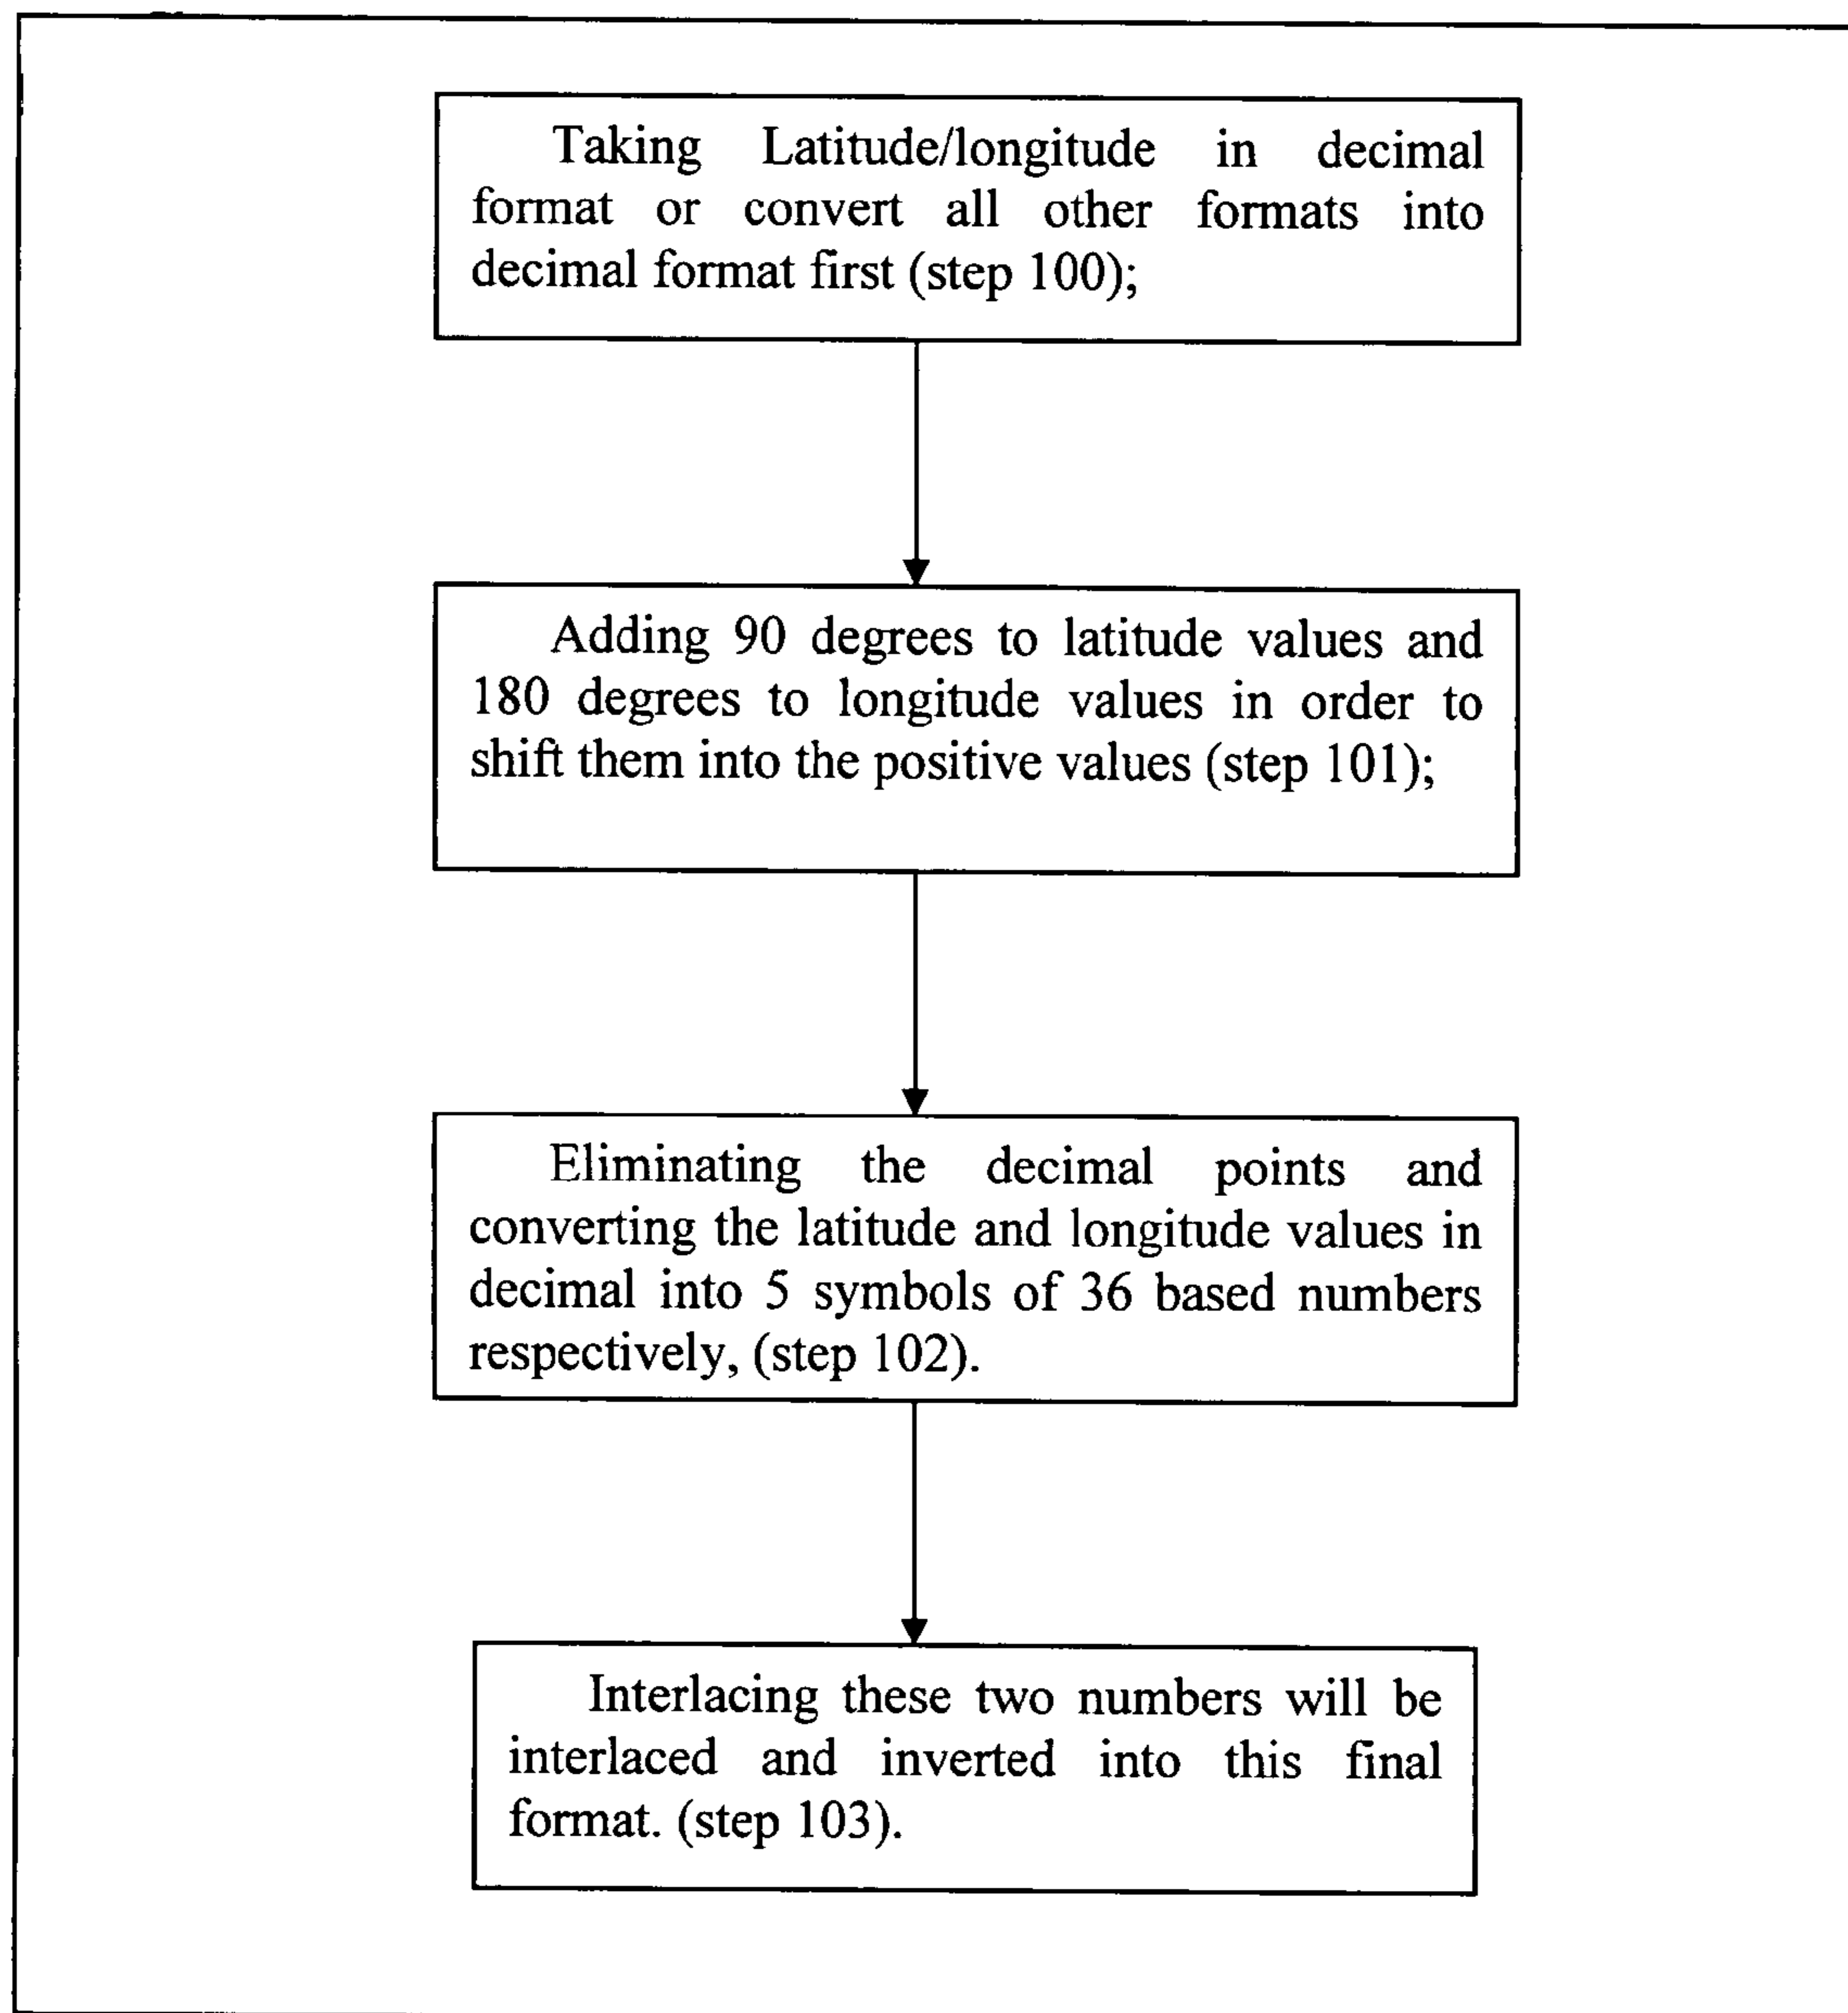 Taking Latitude/longitude in decimal
format or convert all other formats into
decimal format first (step 100);
Adding 90 degrees to latitude values and
180 degrees to longitude values in order to
shift them into the positive values (step 101);
Eliminating the decimal points and
converting the latitude and longitude values in
decimal into 5 symbols of 36 based numbers
respectively, (step 102).
Interlacing these two numbers will be
interlaced and inverted into this final
format. (step 103).